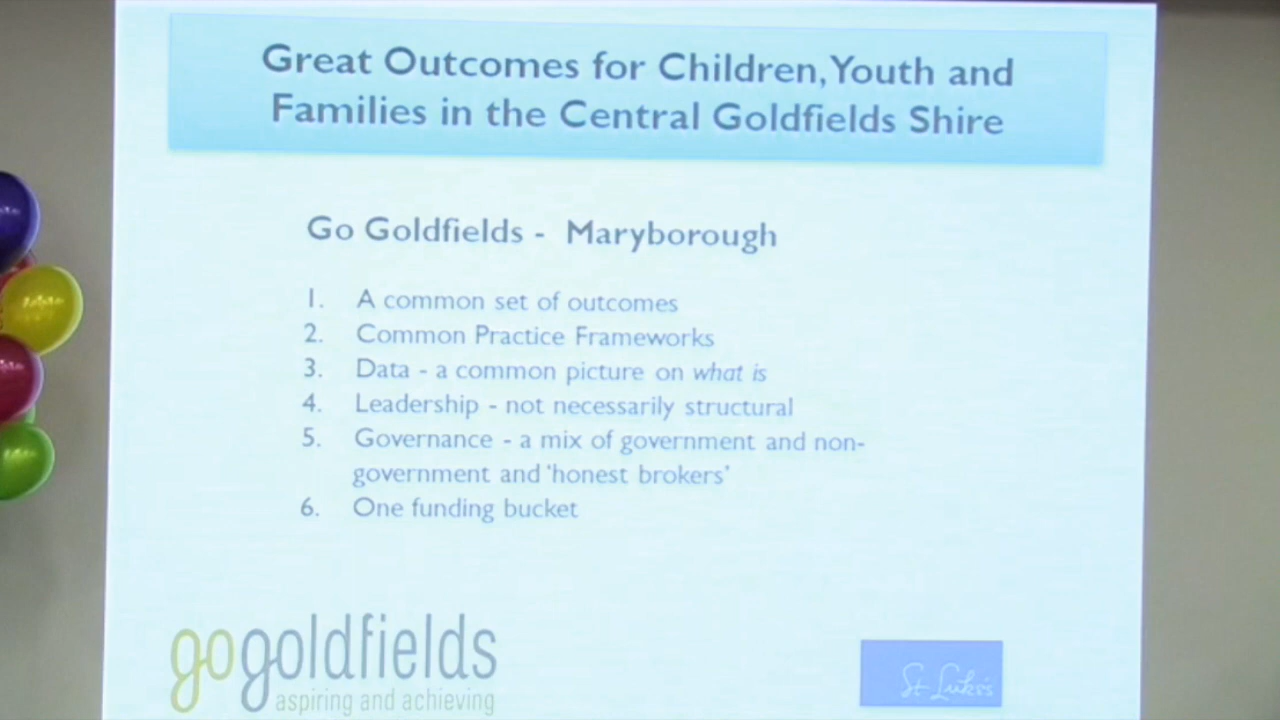 Great Outcomes for Children, Youth and
Families in the Central Goldfields Shire
Go Goldfields - Maryborough
1. A common set of outcomes
2. Common Practice Frameworks
3. Data - a common picture on what is
4. Leadership - not necessarily structural
5. Governance - a mix of government and non-
government and 'honest brokers'
6. One funding bucket
gogoldfields
aspiring and achieving
St Luke's